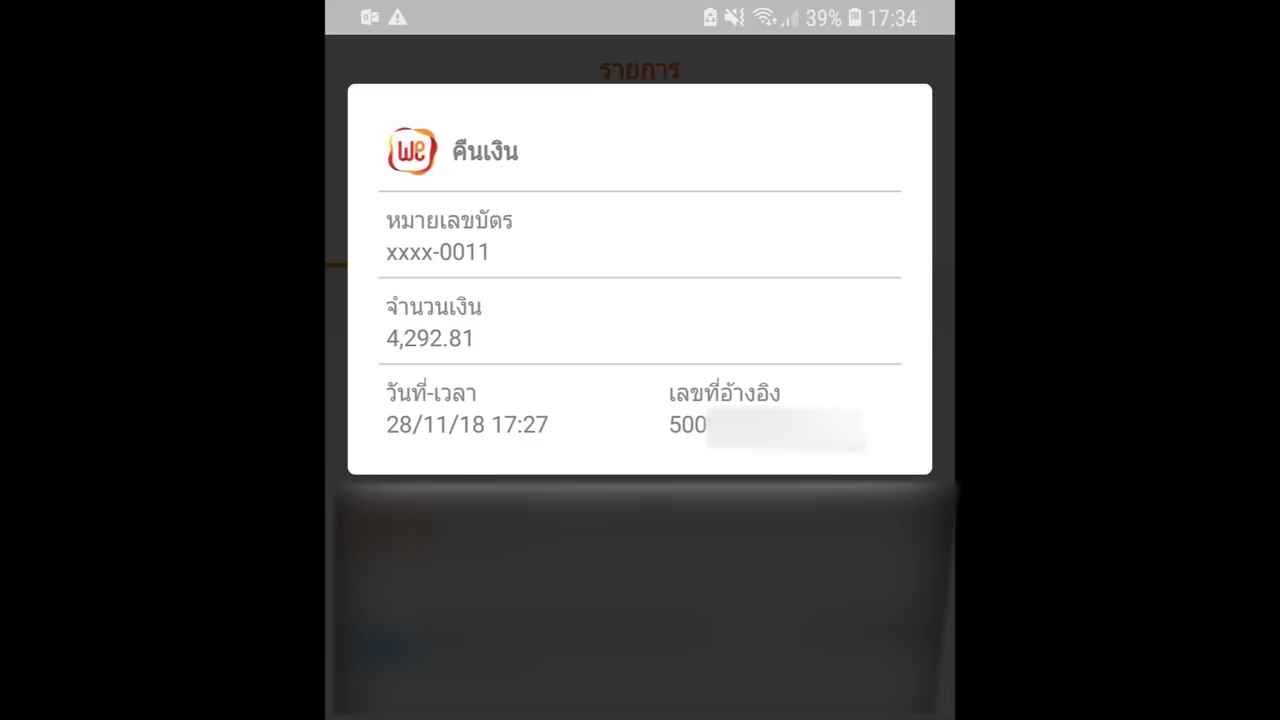 39% 17:34
รายการ
we คืนเงิน
หมายเลขบัตร
xxxx-0011
จำนวนเงิน
4,292.81
วันที่-เวลา เลขที่อ้างอิง
28/11/18 17:27 500